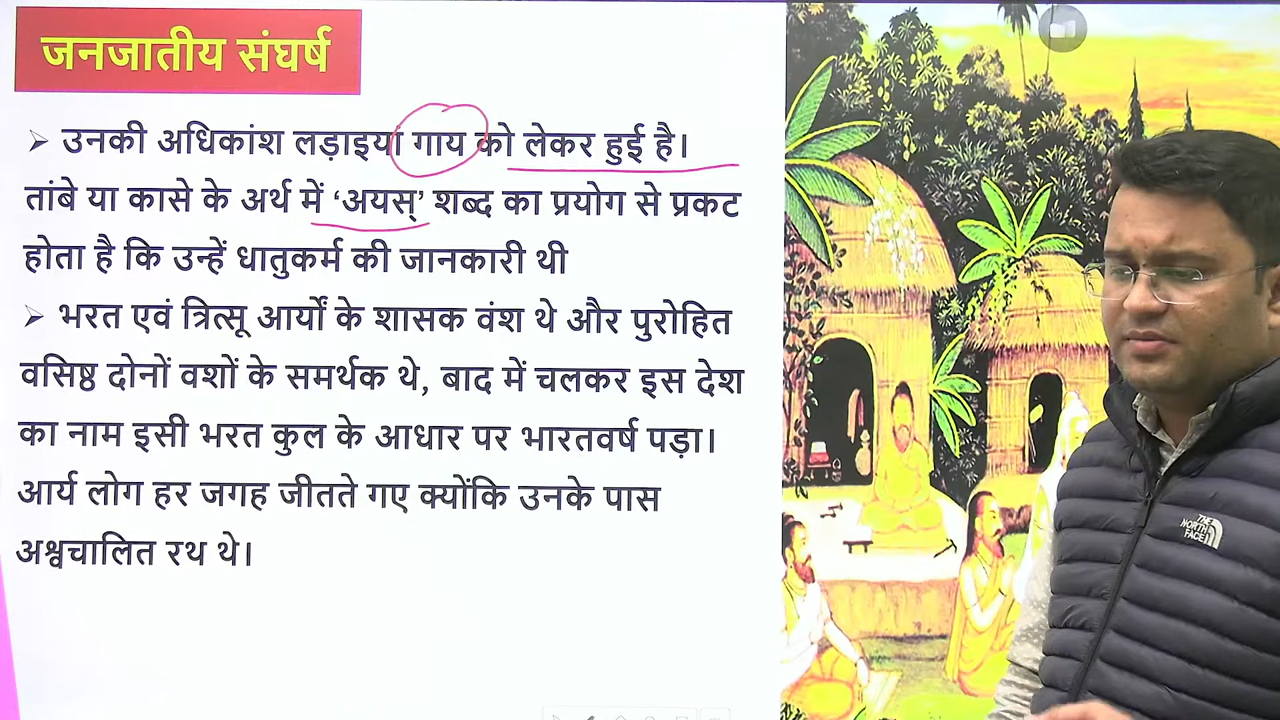 जनजातीय संघर्ष
➢ उनकी अधिकांश लड़ाइया गाय को लेकर हुई है।
तांबे या कासे के अर्थ में ‘अयस्’ शब्द का प्रयोग से प्रकट
होता है कि उन्हें धातुकर्म की जानकारी थी
➢ भरत एवं त्रित्सू आर्यों के शासक वंश थे और पुरोहित
वसिष्ठ दोनों वशों के समर्थक थे, बाद में चलकर इस देश
का नाम इसी भरत कुल के आधार पर भारतवर्ष पड़ा।
आर्य लोग हर जगह जीतते गए क्योंकि उनके पास
अश्वचालित रथ थे।
THE
NORTH
FACE